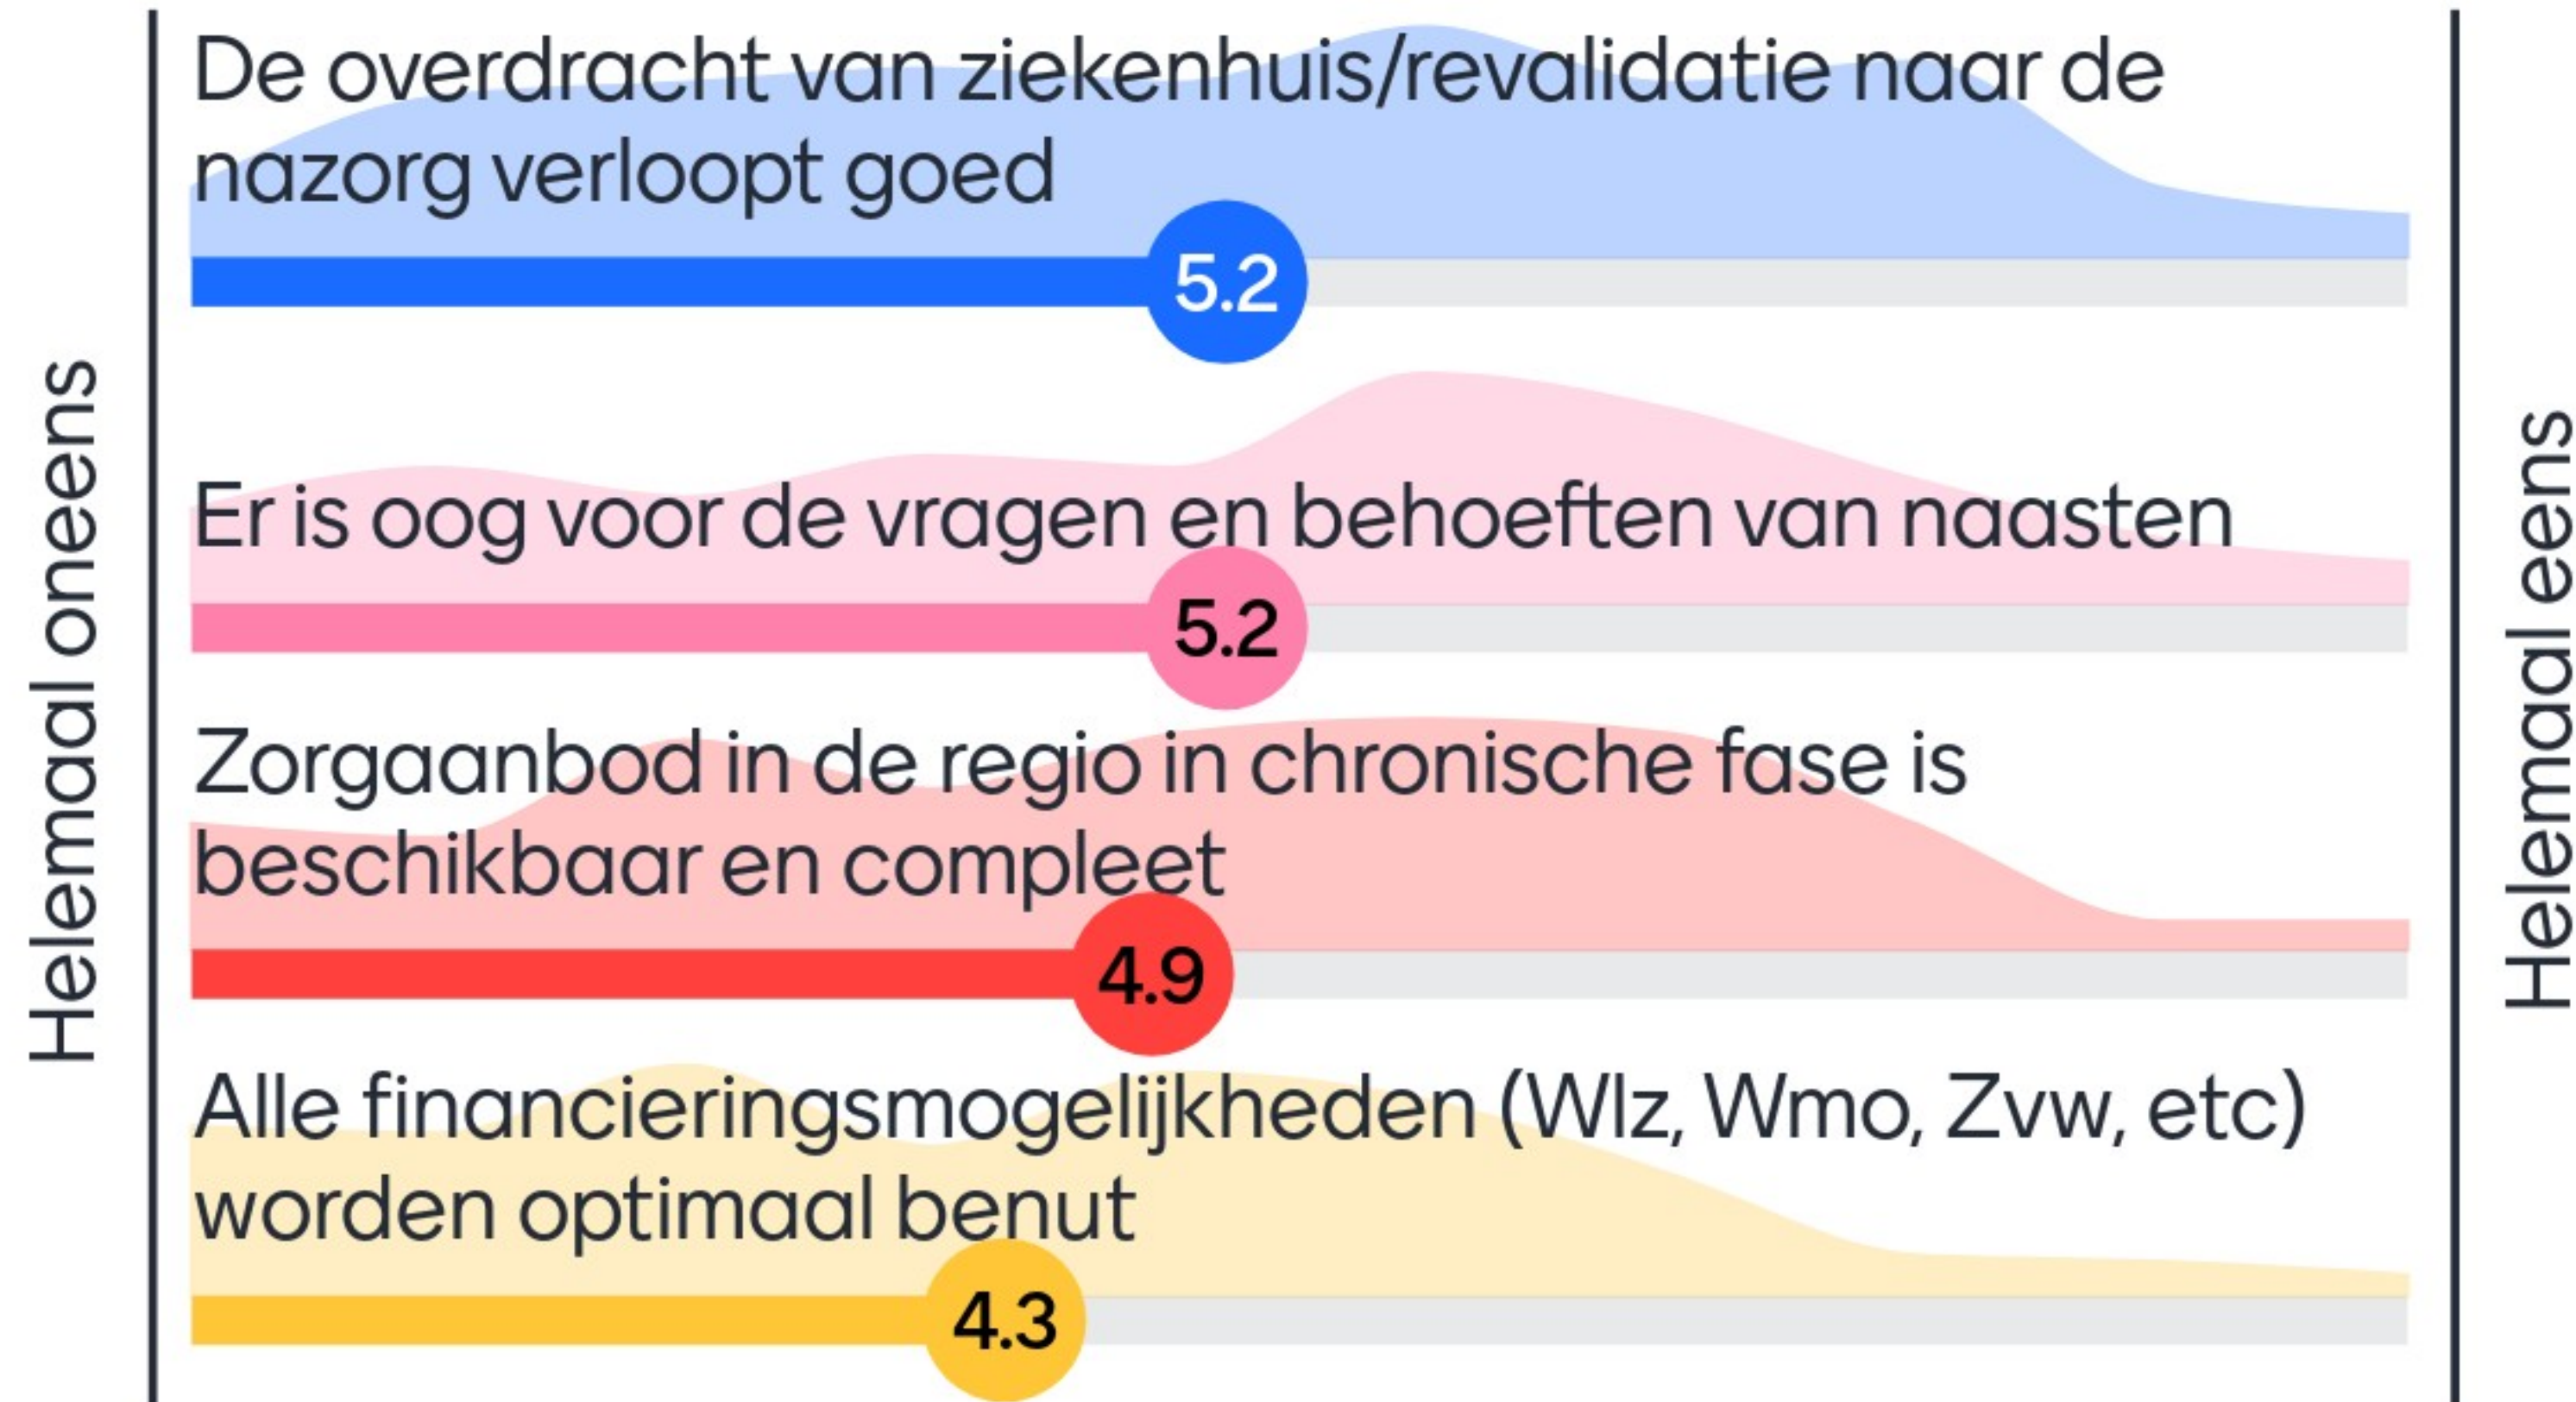 Helemaal oneens
De overdracht van ziekenhuis/revalidatie naar de
nazorg verloopt goed
5.2
Er is oog voor de vragen en behoeften van naasten
5.2
Zorgaanbod in de regio in chronische fase is
beschikbaar en compleet
4.9
Alle financieringsmogelijkheden (Wlz, Wmo, Zvw, etc)
worden optimaal benut
4.3
Helemaal eens